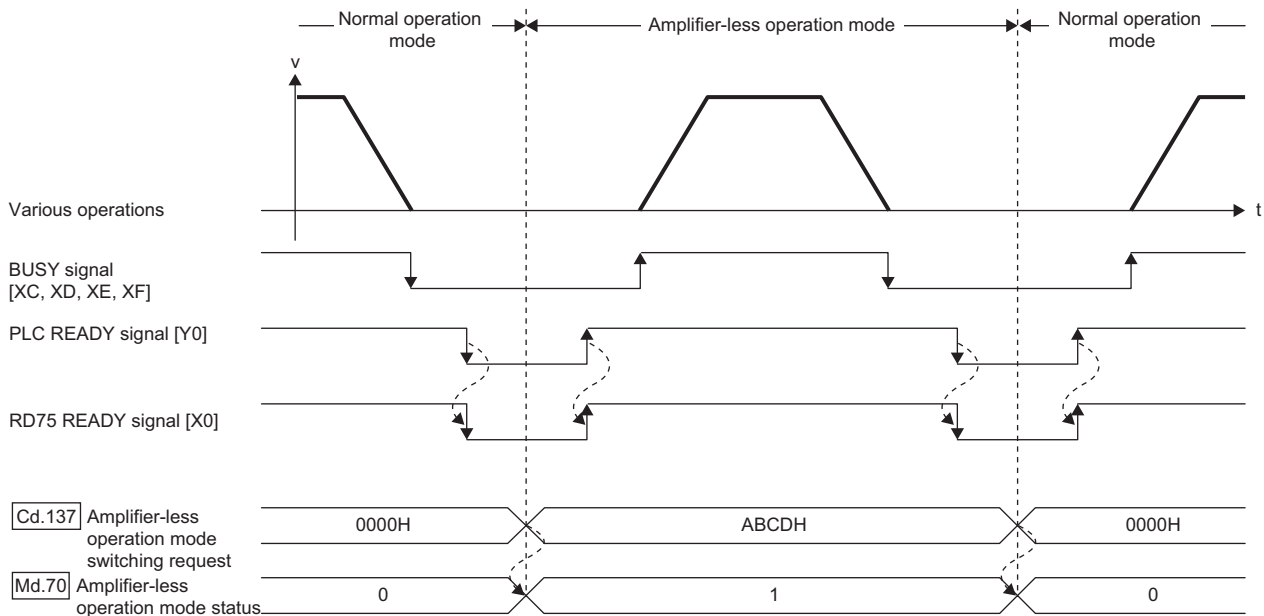 Normal operation
mode
Amplifier-less operation mode
Normal operation
mode
v
Various operations
t
BUSY signal
[XC, XD, XE, XF]
PLC READY signal [Y0]
RD75 READY signal [X0]
Cd.137 Amplifier-less
operation mode
switching request
0000H
ABCDH
0000H
Md.70 Amplifier-less
operation mode status
0
1
0